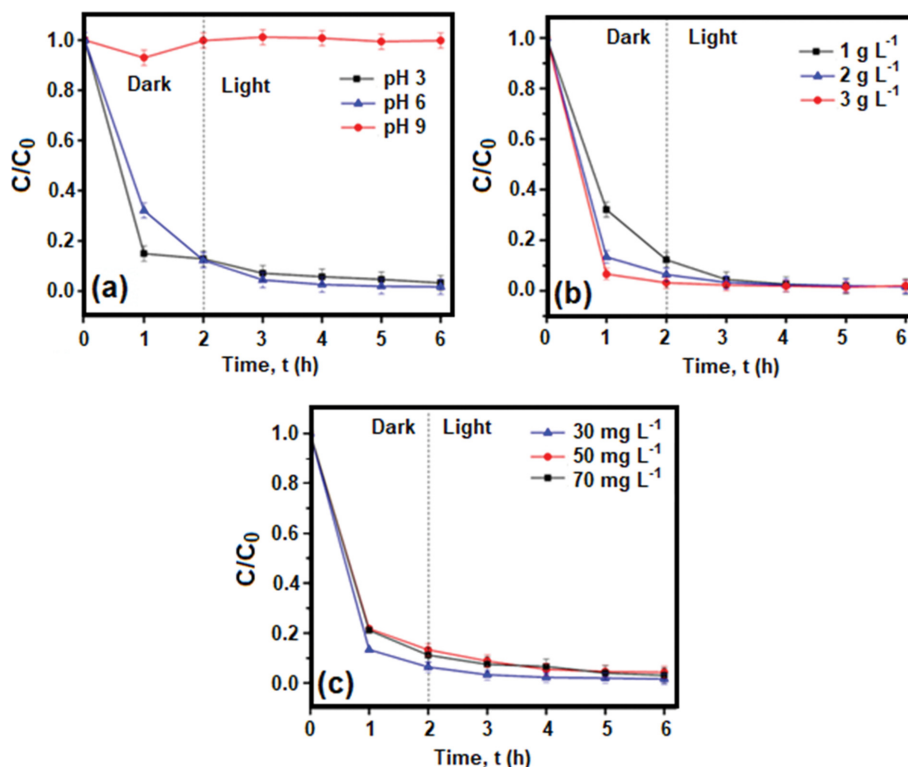 1.0
0.8
0.6
0.4
0.2
0.0
C/C₀
Dark Light
pH 3
pH 6
pH 9
(a)
0 1 2 3 4 5 6
Time, t (h)
1.0
0.8
0.6
0.4
0.2
0.0
C/C₀
Dark Light
1 g L⁻¹
2 g L⁻¹
3 g L⁻¹
(b)
0 1 2 3 4 5 6
Time, t (h)
1.0
0.8
0.6
0.4
0.2
0.0
C/C₀
Dark Light
30 mg L⁻¹
50 mg L⁻¹
70 mg L⁻¹
(c)
0 1 2 3 4 5 6
Time, t (h)